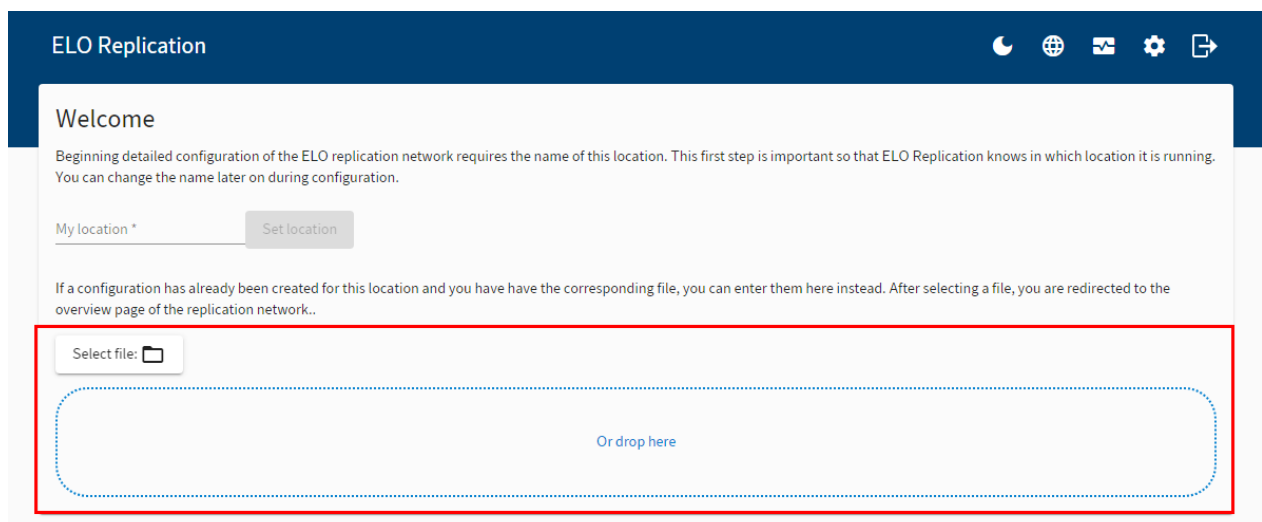 ELO Replication
Welcome
Beginning detailed configuration of the ELO replication network requires the name of this location. This first step is important so that ELO Replication knows in which location it is running.
You can change the name later on during configuration.
My location *
Set location
If a configuration has already been created for this location and you have have the corresponding file, you can enter them here instead. After selecting a file, you are redirected to the
overview page of the replication network..
Select file:
Or drop here